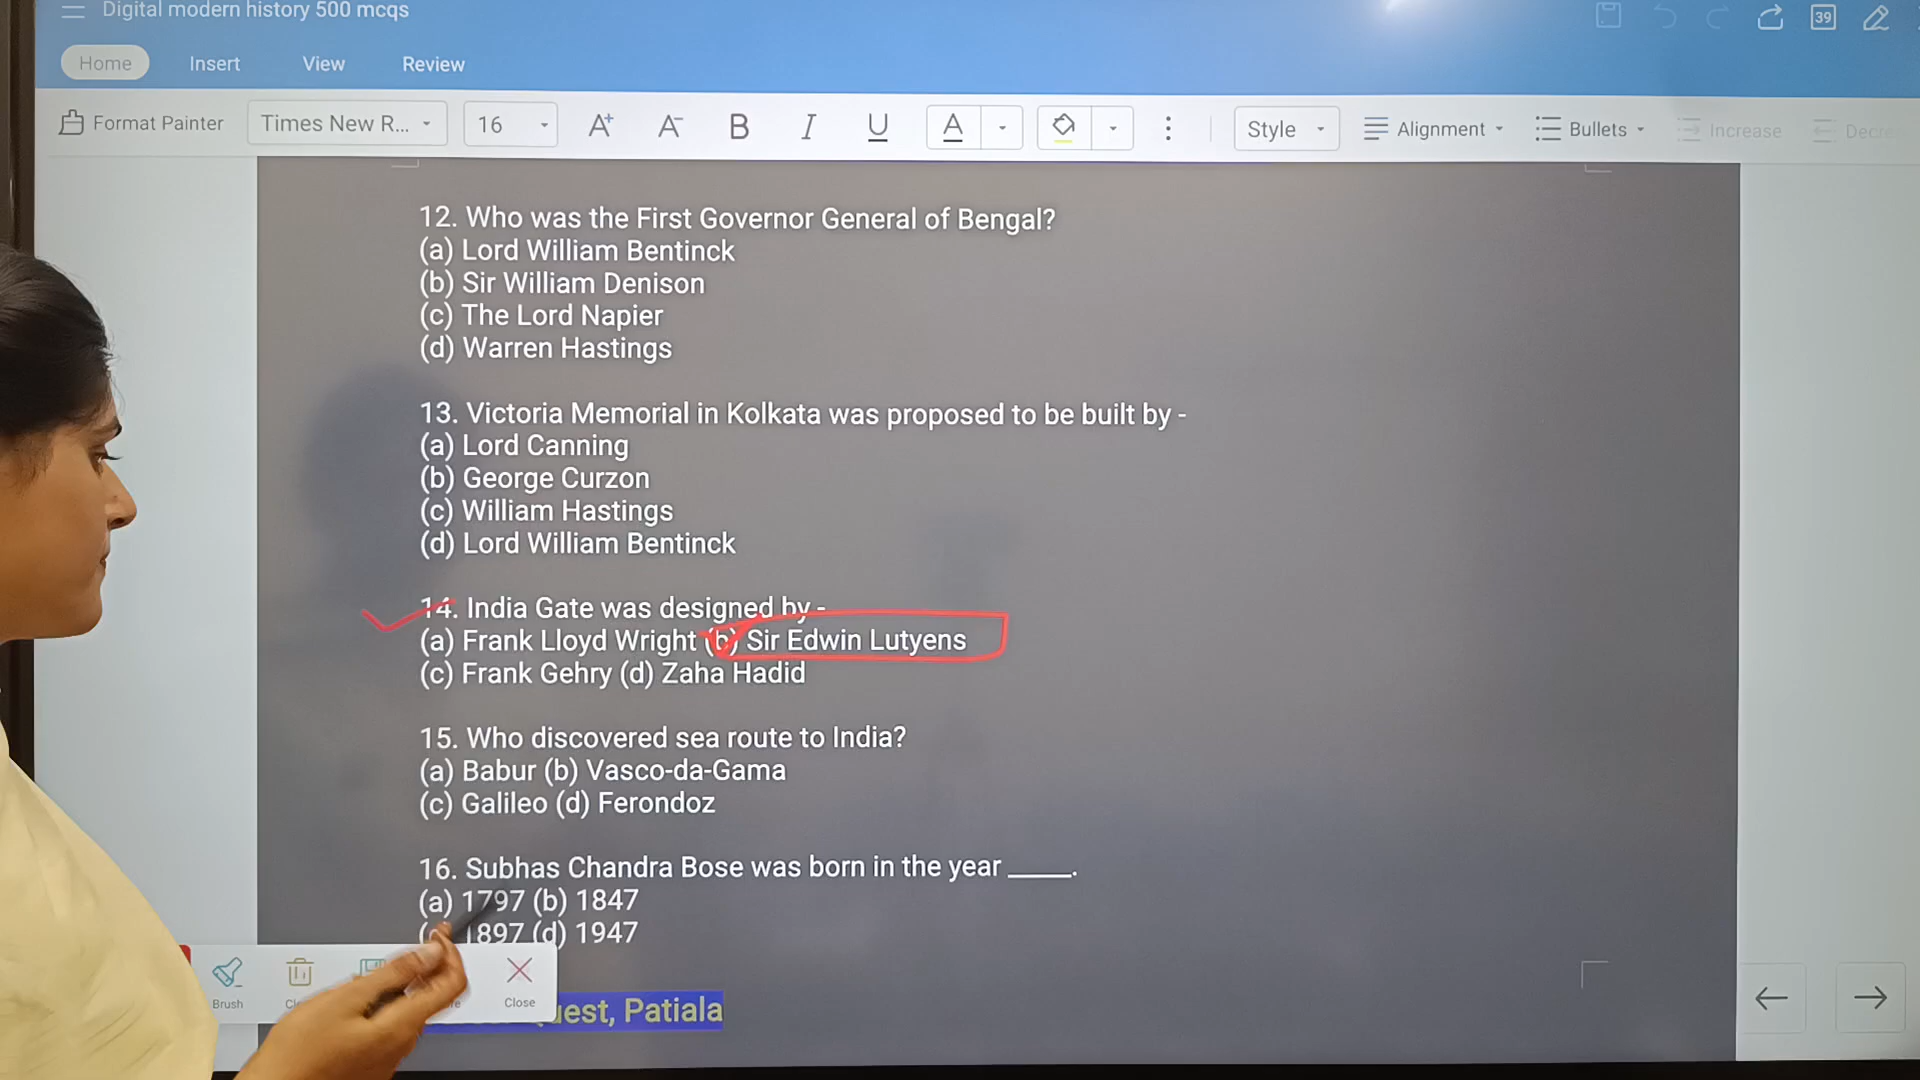 Digital modern history 500 mcqs
39
Home Insert View Review
Format Painter Times New R... 16 A+ A- B I U A Style Alignment Bullets Increase
12. Who was the First Governor General of Bengal?
(a) Lord William Bentinck
(b) Sir William Denison
(c) The Lord Napier
(d) Warren Hastings
13. Victoria Memorial in Kolkata was proposed to be built by -
(a) Lord Canning
(b) George Curzon
(c) William Hastings
(d) Lord William Bentinck
14. India Gate was designed by -
(a) Frank Lloyd Wright (b) Sir Edwin Lutyens
(c) Frank Gehry (d) Zaha Hadid
15. Who discovered sea route to India?
(a) Babur (b) Vasco-da-Gama
(c) Galileo (d) Ferondoz
16. Subhas Chandra Bose was born in the year _____.
(a) 1797 (b) 1847
1897 (d) 1947
Brush Close
Patiala